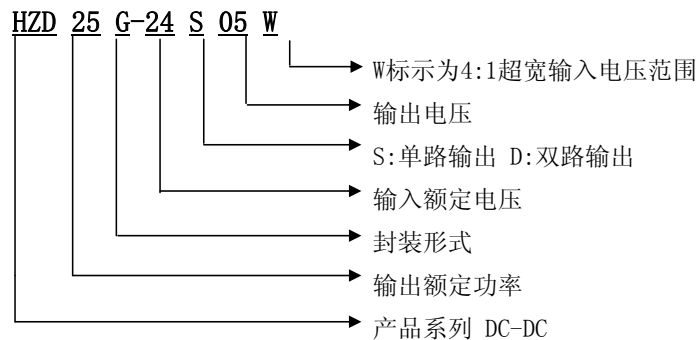 HZD 25 G-24 S 05 W
W标示为4:1超宽输入电压范围
输出电压
S:单路输出 D:双路输出
输入额定电压
封装形式
输出额定功率
产品系列 DC-DC